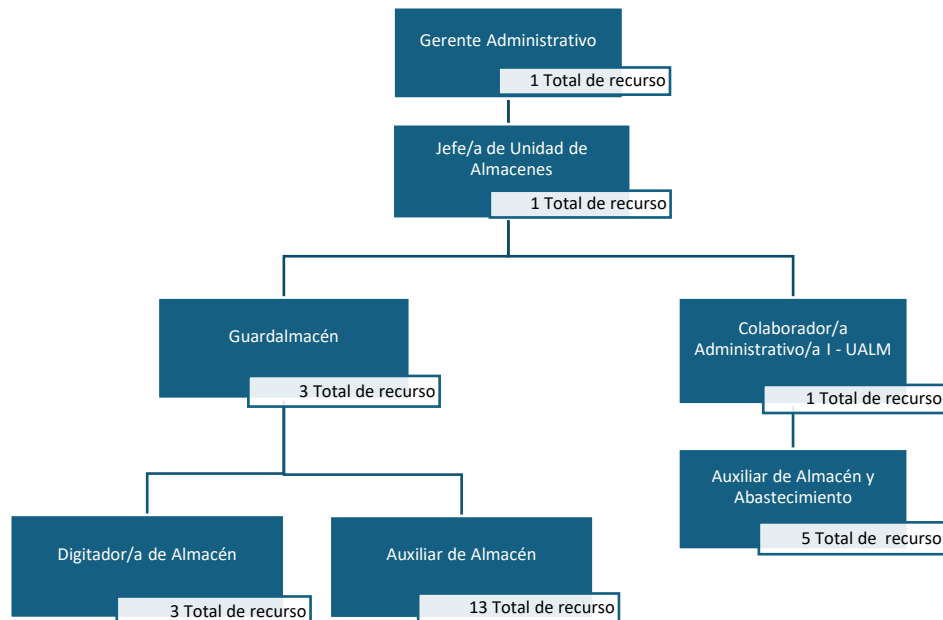 Gerente Administrativo
1 Total de recurso
Jefe/a de Unidad de
Almacenes
1 Total de recurso
Guardalmacén
3 Total de recurso
Colaborador/a
Administrativo/a I - UALM
1 Total de recurso
Auxiliar de Almacén y
Abastecimiento
5 Total de  recurso
Digitador/a de Almacén
3 Total de recurso
Auxiliar de Almacén
13 Total de recurso